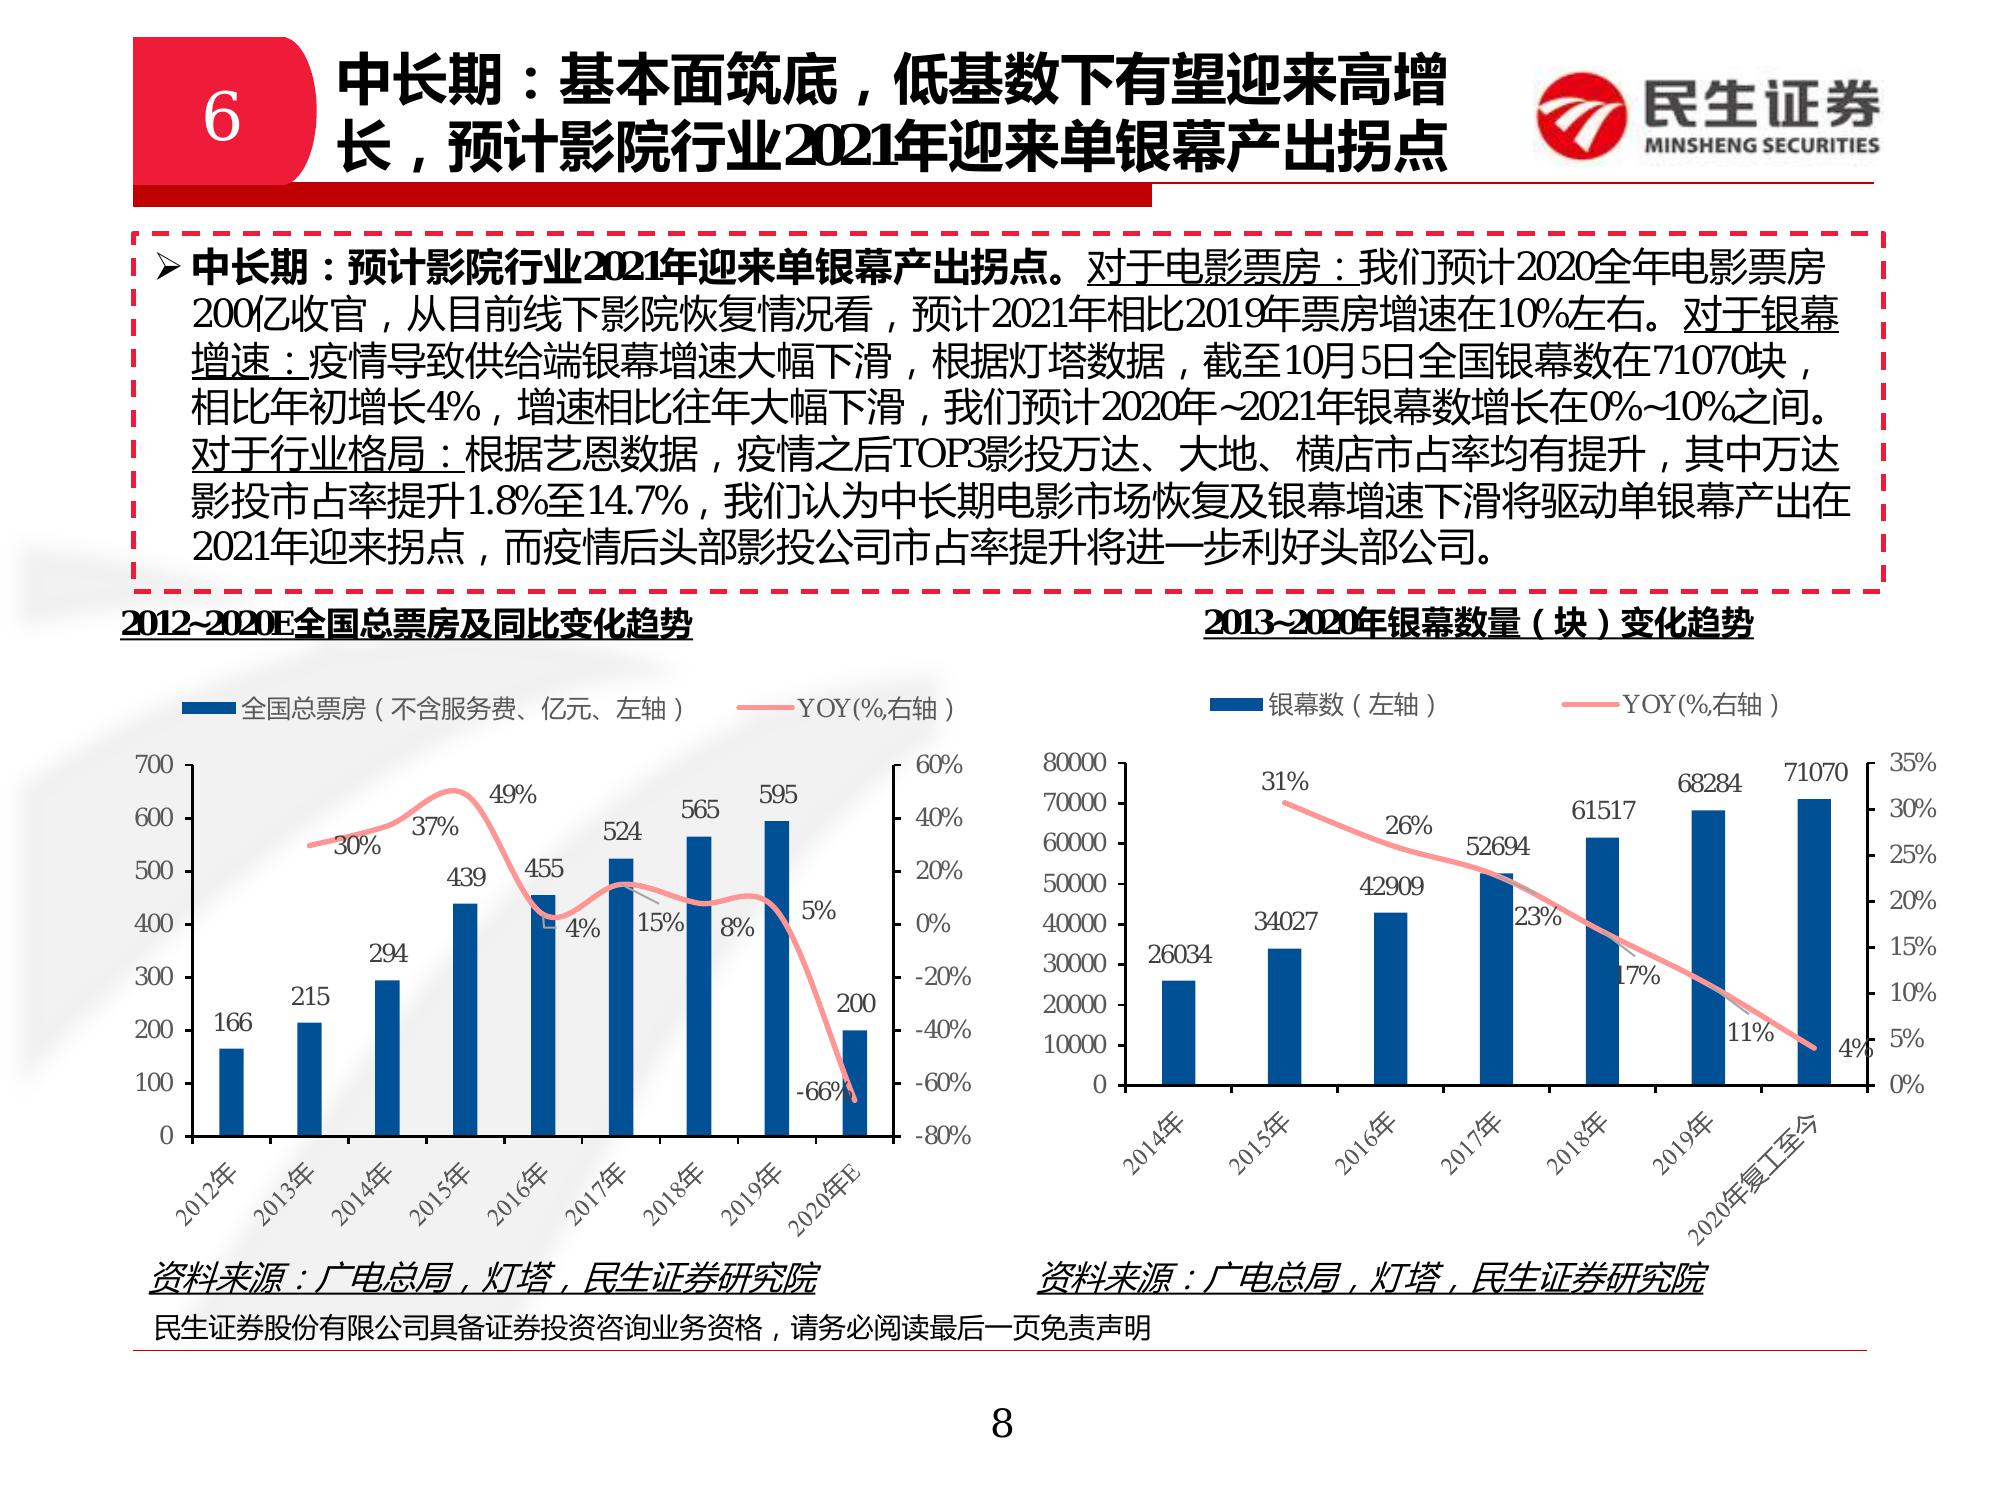 6
中长期：基本面筑底，低基数下有望迎来高增
长，预计影院行业2021年迎来单银幕产出拐点
民生证券
MINSHENG SECURITIES
➢中长期：预计影院行业2021年迎来单银幕产出拐点。对于电影票房：我们预计2020全年电影票房
200亿收官，从目前线下影院恢复情况看，预计2021年相比2019年票房增速在10%左右。对于银幕
增速：疫情导致供给端银幕增速大幅下滑，根据灯塔数据，截至10月5日全国银幕数在71070块，
相比年初增长4%，增速相比往年大幅下滑，我们预计2020年~2021年银幕数增长在0%~10%之间。
对于行业格局：根据艺恩数据，疫情之后TOP3影投万达、大地、横店市占率均有提升，其中万达
影投市占率提升1.8%至14.7%，我们认为中长期电影市场恢复及银幕增速下滑将驱动单银幕产出在
2021年迎来拐点，而疫情后头部影投公司市占率提升将进一步利好头部公司。
2012~2020E全国总票房及同比变化趋势
全国总票房（不含服务费、亿元、左轴）
YOY(%,右轴）
700
600
500
400
300
200
100
0
60%
40%
20%
0%
-20%
-40%
-60%
-80%
166
215
294
439
455
524
565
595
200
30%
37%
49%
4%
15%
8%
5%
-66%
2012年
2013年
2014年
2015年
2016年
2017年
2018年
2019年
2020年E
资料来源：广电总局，灯塔，民生证券研究院
2013~2020年银幕数量（块）变化趋势
银幕数（左轴）
YOY(%,右轴）
80000
70000
60000
50000
40000
30000
20000
10000
0
35%
30%
25%
20%
15%
10%
5%
0%
26034
34027
42909
52694
61517
68284
71070
31%
26%
23%
17%
11%
4%
2014年
2015年
2016年
2017年
2018年
2019年
2020年复工至今
资料来源：广电总局，灯塔，民生证券研究院
民生证券股份有限公司具备证券投资咨询业务资格，请务必阅读最后一页免责声明
8